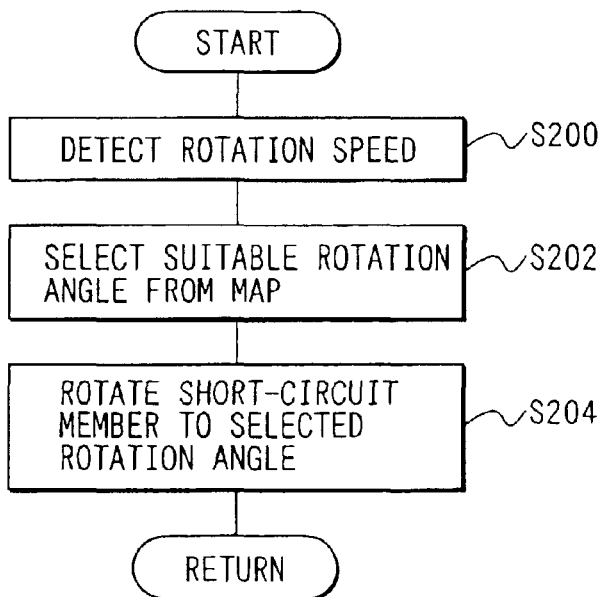 START
DETECT ROTATION SPEED
S200
SELECT SUITABLE ROTATION
ANGLE FROM MAP
S202
ROTATE SHORT-CIRCUIT
MEMBER TO SELECTED
ROTATION ANGLE
S204
RETURN